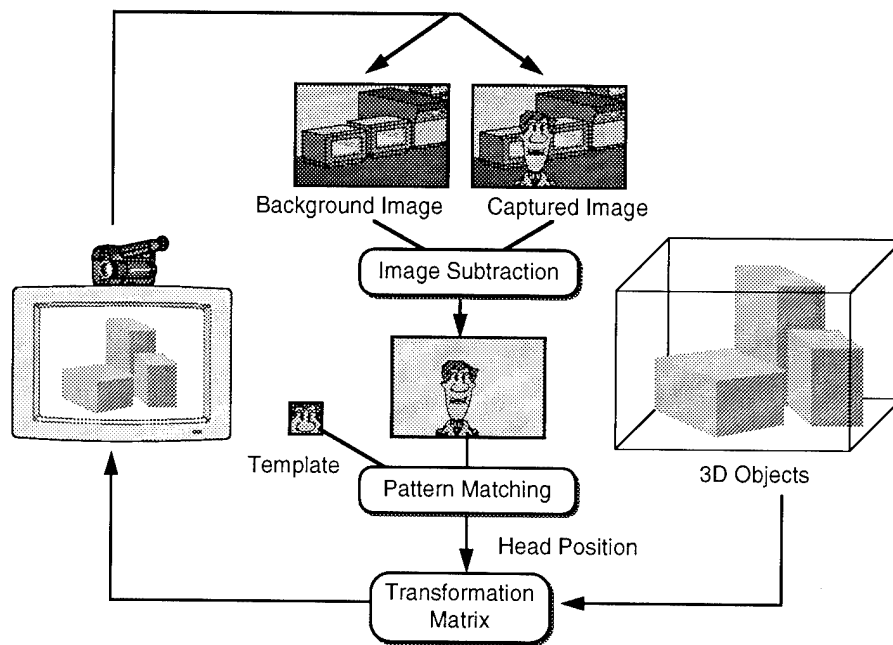 Background Image
Captured Image
Image Subtraction
Template
Pattern Matching
3D Objects
Head Position
Transformation
Matrix